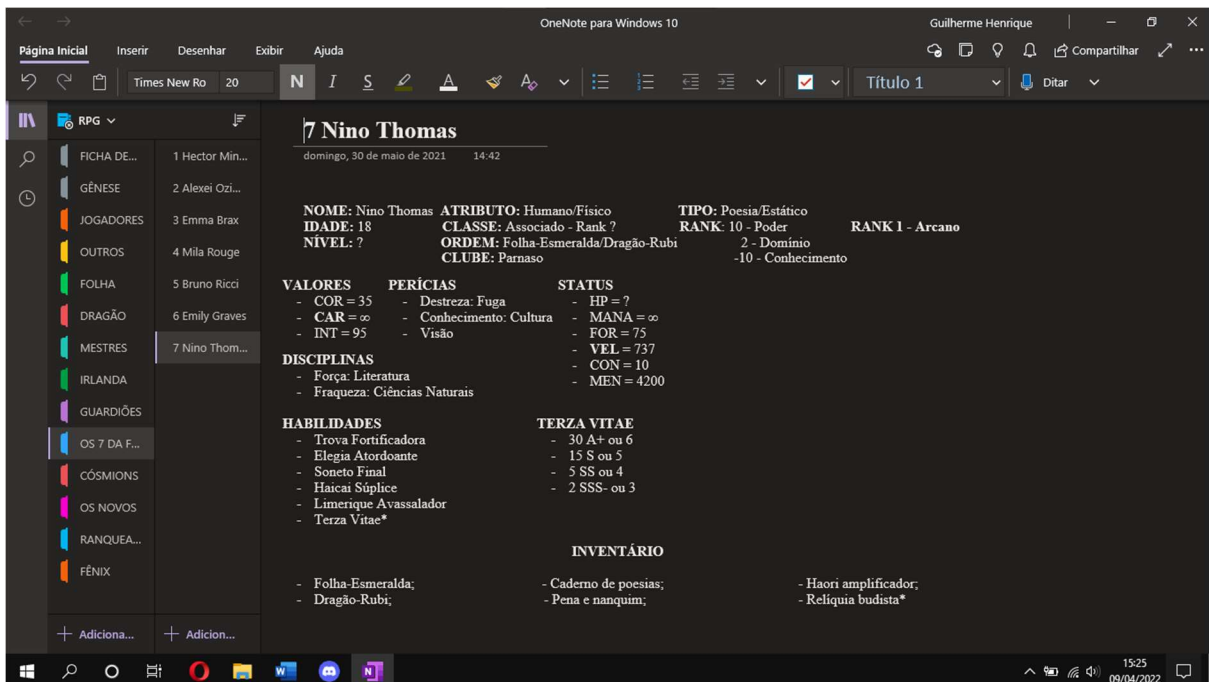 OneNote para Windows 10
Guilherme Henrique
Página Inicial Inserir Desenhar Exibir Ajuda
Compartilhar
Times New Ro 20 N I S A A Título 1 Ditar
RPG
FICHA DE...
GÊNESE
JOGADORES
OUTROS
FOLHA
DRAGÃO
MESTRES
IRLANDA
GUARDIÕES
OS 7 DA F...
CÓSMIONS
OS NOVOS
RANQUEA...
FÊNIX
Adiciona...
1 Hector Min...
2 Alexei Ozi...
3 Emma Brax
4 Mila Rouge
5 Bruno Ricci
6 Emily Graves
7 Nino Thom...
Adicion...
7 Nino Thomas
domingo, 30 de maio de 2021 14:42
NOME: Nino Thomas ATRIBUTO: Humano/Físico TIPO: Poesia/Estático
IDADE: 18 CLASSE: Associado - Rank ? RANK: 10 - Poder RANK 1 - Arcano
NÍVEL: ? ORDEM: Folha-Esmeralda/Dragão-Rubi 2 - Domínio
CLUBE: Parnaso -10 - Conhecimento
VALORES PERÍCIAS STATUS
- COR = 35 - Destreza: Fuga - HP = ?
- CAR = ∞ - Conhecimento: Cultura - MANA = ∞
- INT = 95 - Visão - FOR = 75
- VEL = 737
DISCIPLINAS - CON = 10
- Força: Literatura - MEN = 4200
- Fraqueza: Ciências Naturais
HABILIDADES TERZA VITAE
- Trova Fortificadora - 30 A+ ou 6
- Elegia Atordoante - 15 S ou 5
- Soneto Final - 5 SS ou 4
- Haicai Súplice - 2 SSS- ou 3
- Limerique Avassalador
- Terza Vitae*
INVENTÁRIO
- Folha-Esmeralda; - Caderno de poesias; - Haori amplificador;
- Dragão-Rubi; - Pena e nanquim; - Relíquia budista*
15:25
09/04/2022